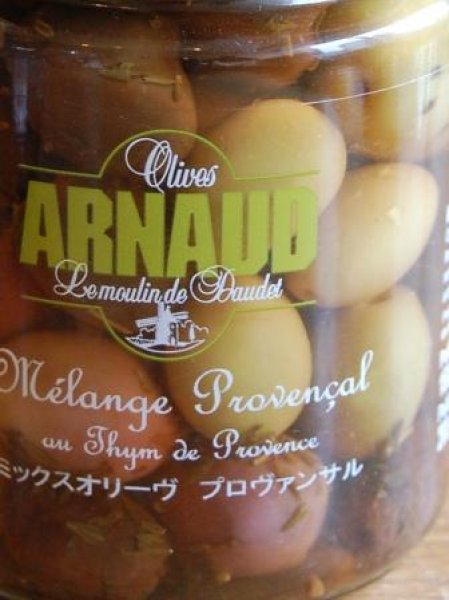 Olives
ARNAUD
Le moulin de Daudet
Mélange Provençal
au Thym de Provence
ミックスオリーヴ プロヴァンサル